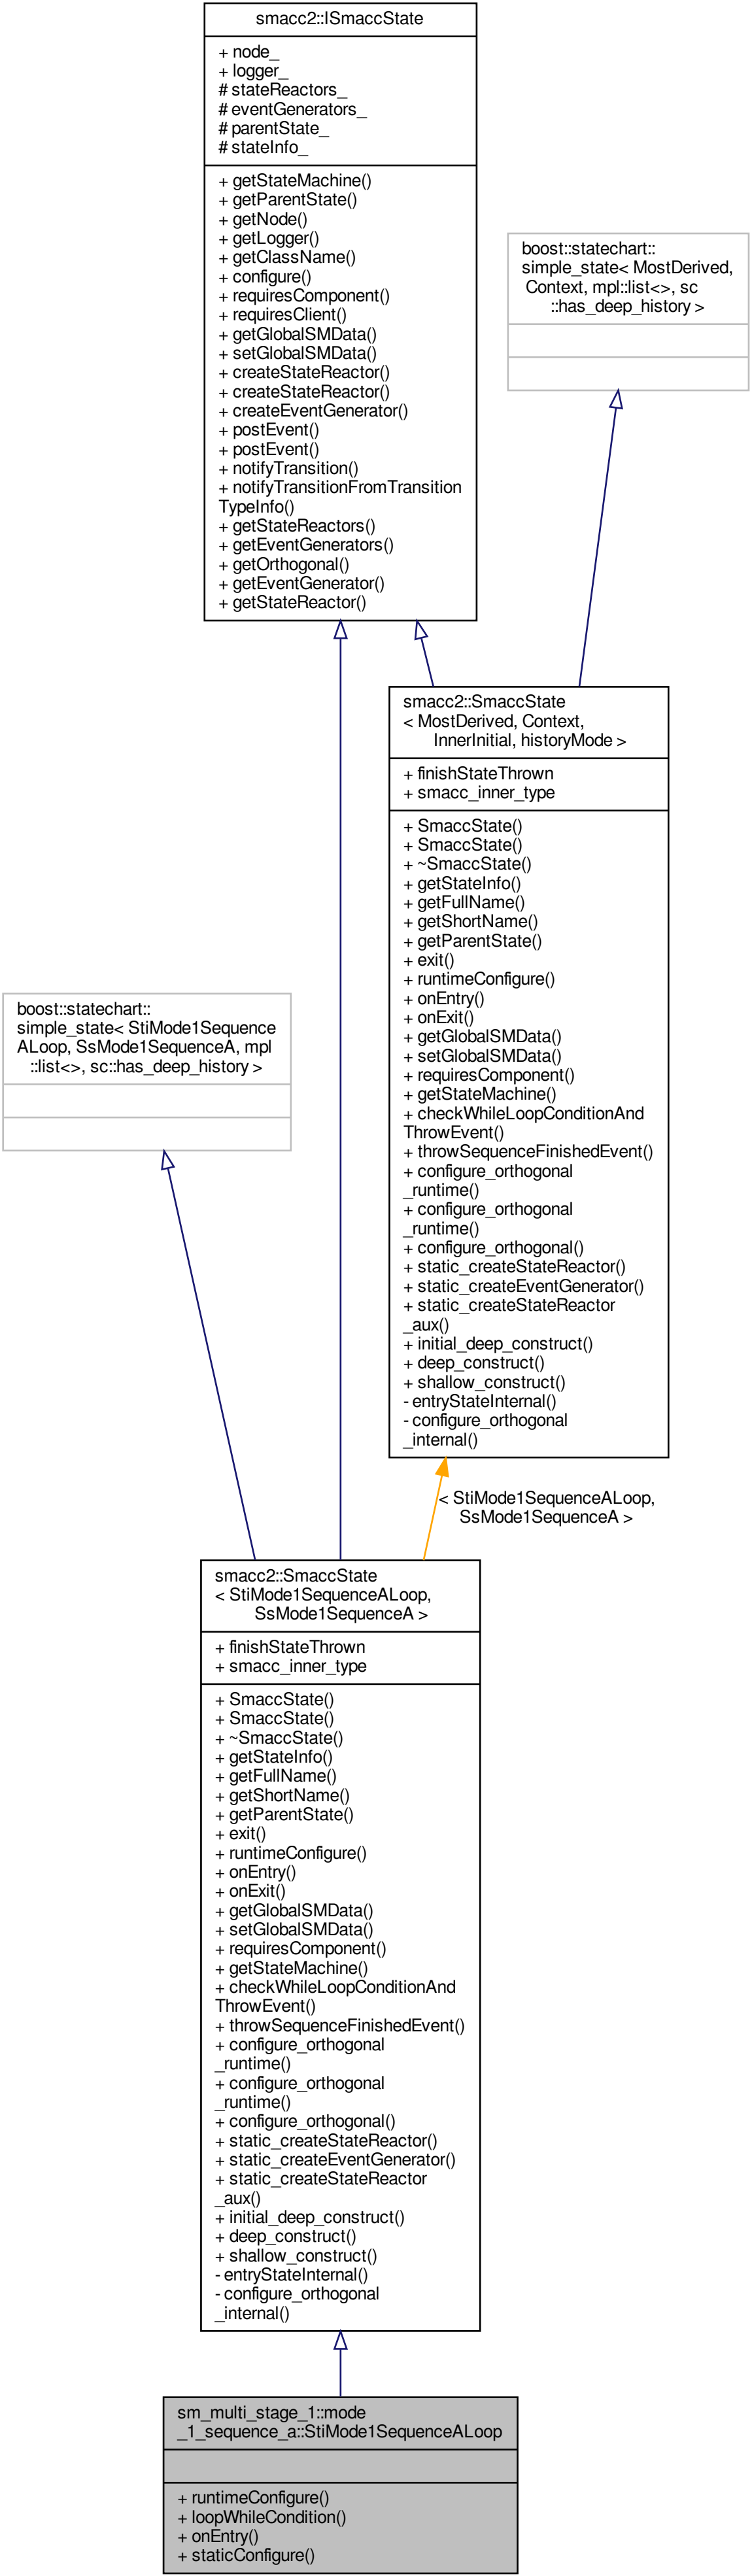 smacc2::ISmaccState
+ node_
+ logger_
# stateReactors_
# eventGenerators_
# parentState_
# stateInfo_
+ getStateMachine()
+ getParentState()
+ getNode()
+ getLogger()
+ getClassName()
+ configure()
+ requiresComponent()
+ requiresClient()
+ getGlobalSMData()
+ setGlobalSMData()
+ createStateReactor()
+ createStateReactor()
+ createEventGenerator()
+ postEvent()
+ postEvent()
+ notifyTransition()
+ notifyTransitionFromTransition
TypeInfo()
+ getStateReactors()
+ getEventGenerators()
+ getOrthogonal()
+ getEventGenerator()
+ getStateReactor()
boost::statechart::
simple_state< MostDerived,
Context, mpl::list<>, sc
::has_deep_history >
smacc2::SmaccState
< MostDerived, Context,
InnerInitial, historyMode >
+ finishStateThrown
+ smacc_inner_type
+ SmaccState()
+ SmaccState()
+ ~SmaccState()
+ getStateInfo()
+ getFullName()
+ getShortName()
+ getParentState()
+ exit()
+ runtimeConfigure()
+ onEntry()
+ onExit()
+ getGlobalSMData()
+ setGlobalSMData()
+ requiresComponent()
+ getStateMachine()
+ checkWhileLoopConditionAnd
ThrowEvent()
+ throwSequenceFinishedEvent()
+ configure_orthogonal
_runtime()
+ configure_orthogonal
_runtime()
+ configure_orthogonal()
+ static_createStateReactor()
+ static_createEventGenerator()
+ static_createStateReactor
_aux()
+ initial_deep_construct()
+ deep_construct()
+ shallow_construct()
- entryStateInternal()
- configure_orthogonal
_internal()
boost::statechart::
simple_state< StiMode1Sequence
ALoop, SsMode1SequenceA, mpl
::list<>, sc::has_deep_history >
< StiMode1SequenceALoop,
SsMode1SequenceA >
smacc2::SmaccState
< StiMode1SequenceALoop,
SsMode1SequenceA >
+ finishStateThrown
+ smacc_inner_type
+ SmaccState()
+ SmaccState()
+ ~SmaccState()
+ getStateInfo()
+ getFullName()
+ getShortName()
+ getParentState()
+ exit()
+ runtimeConfigure()
+ onEntry()
+ onExit()
+ getGlobalSMData()
+ setGlobalSMData()
+ requiresComponent()
+ getStateMachine()
+ checkWhileLoopConditionAnd
ThrowEvent()
+ throwSequenceFinishedEvent()
+ configure_orthogonal
_runtime()
+ configure_orthogonal
_runtime()
+ configure_orthogonal()
+ static_createStateReactor()
+ static_createEventGenerator()
+ static_createStateReactor
_aux()
+ initial_deep_construct()
+ deep_construct()
+ shallow_construct()
- entryStateInternal()
- configure_orthogonal
_internal()
sm_multi_stage_1::mode
_1_sequence_a::StiMode1SequenceALoop
+ runtimeConfigure()
+ loopWhileCondition()
+ onEntry()
+ staticConfigure()